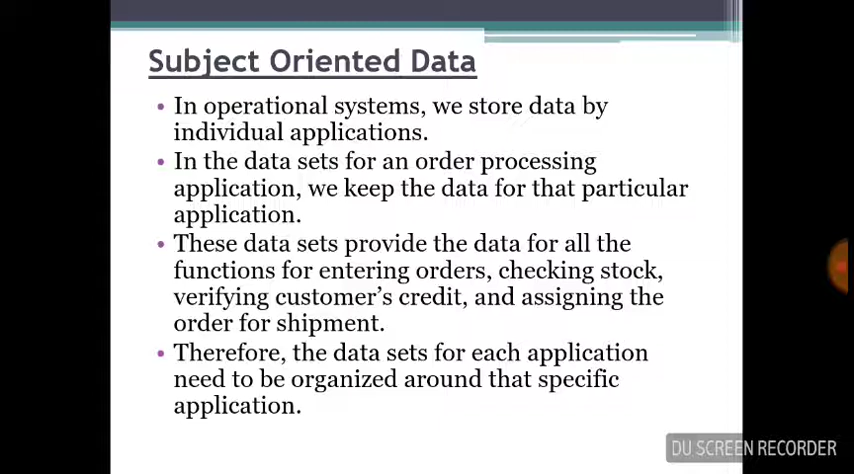 Subject Oriented Data
• In operational systems, we store data by
individual applications.
• In the data sets for an order processing
application, we keep the data for that particular
application.
• These data sets provide the data for all the
functions for entering orders, checking stock,
verifying customer's credit, and assigning the
order for shipment.
• Therefore, the data sets for each application
need to be organized around that specific
application.
DU SCREEN RECORDER